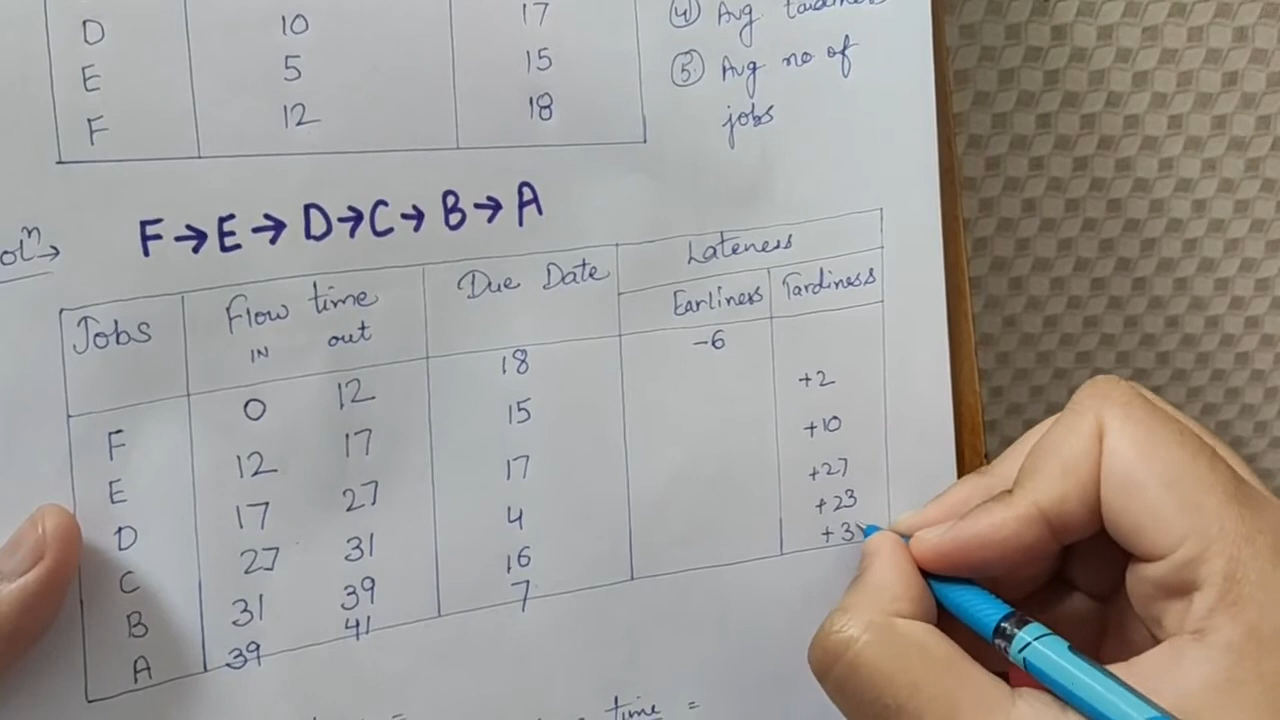 D 10 17
E 5 15
F 12 18
④ Avg.
⑤ Avg no of
jobs
F→E→D→C→B→A
Jobs Flow time Due Date Lateness
IN out Earliness Tardiness
F 0 12 18 -6
E 12 17 15 +2
D 17 27 17 +10
C 27 31 4 +27
B 31 39 16 +23
A 39 41 7 +3
time =